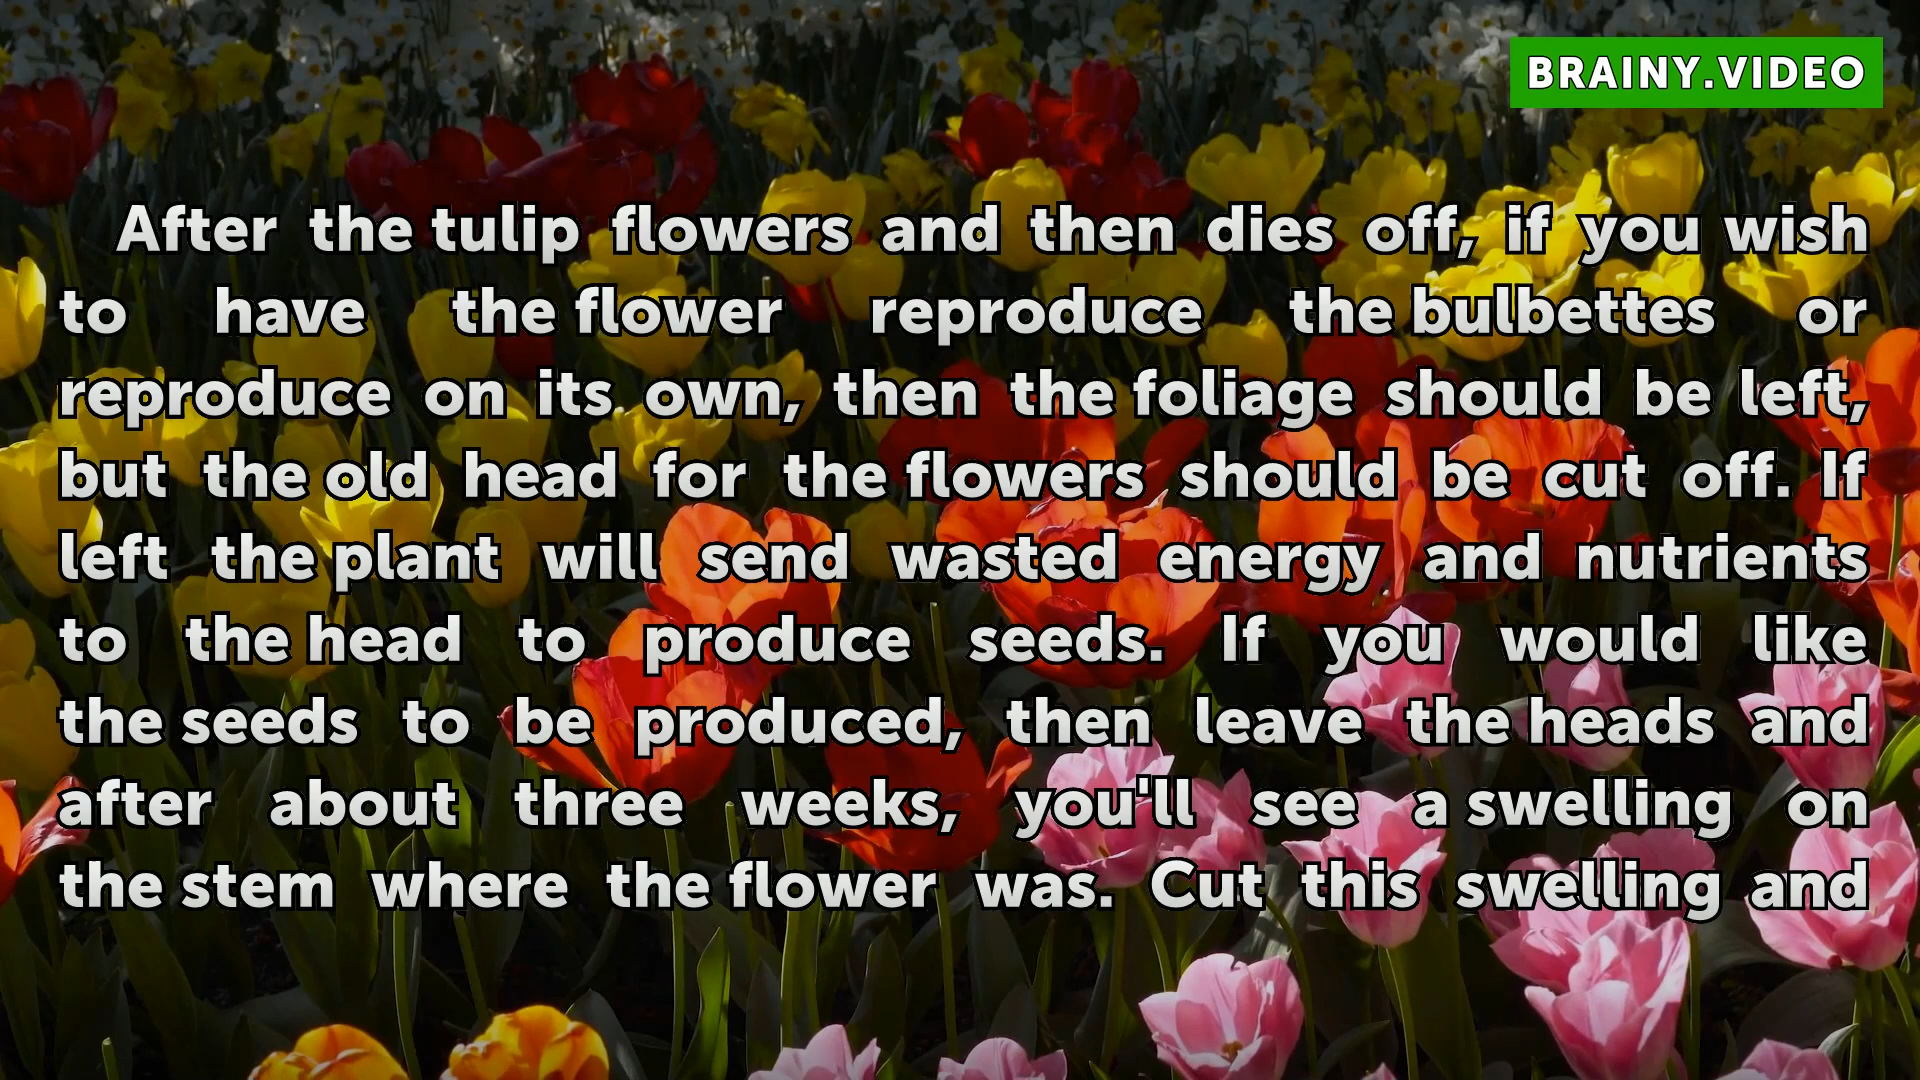 BRAINY.VIDEO
After the tulip flowers and then dies off, if you wish
to have the flower reproduce the bulbettes or
reproduce on its own, then the foliage should be left,
but the old head for the flowers should be cut off. If
left the plant will send wasted energy and nutrients
to the head to produce seeds. If you would like
the seeds to be produced, then leave the heads and
after about three weeks, you'll see a swelling on
the stem where the flower was. Cut this swelling and